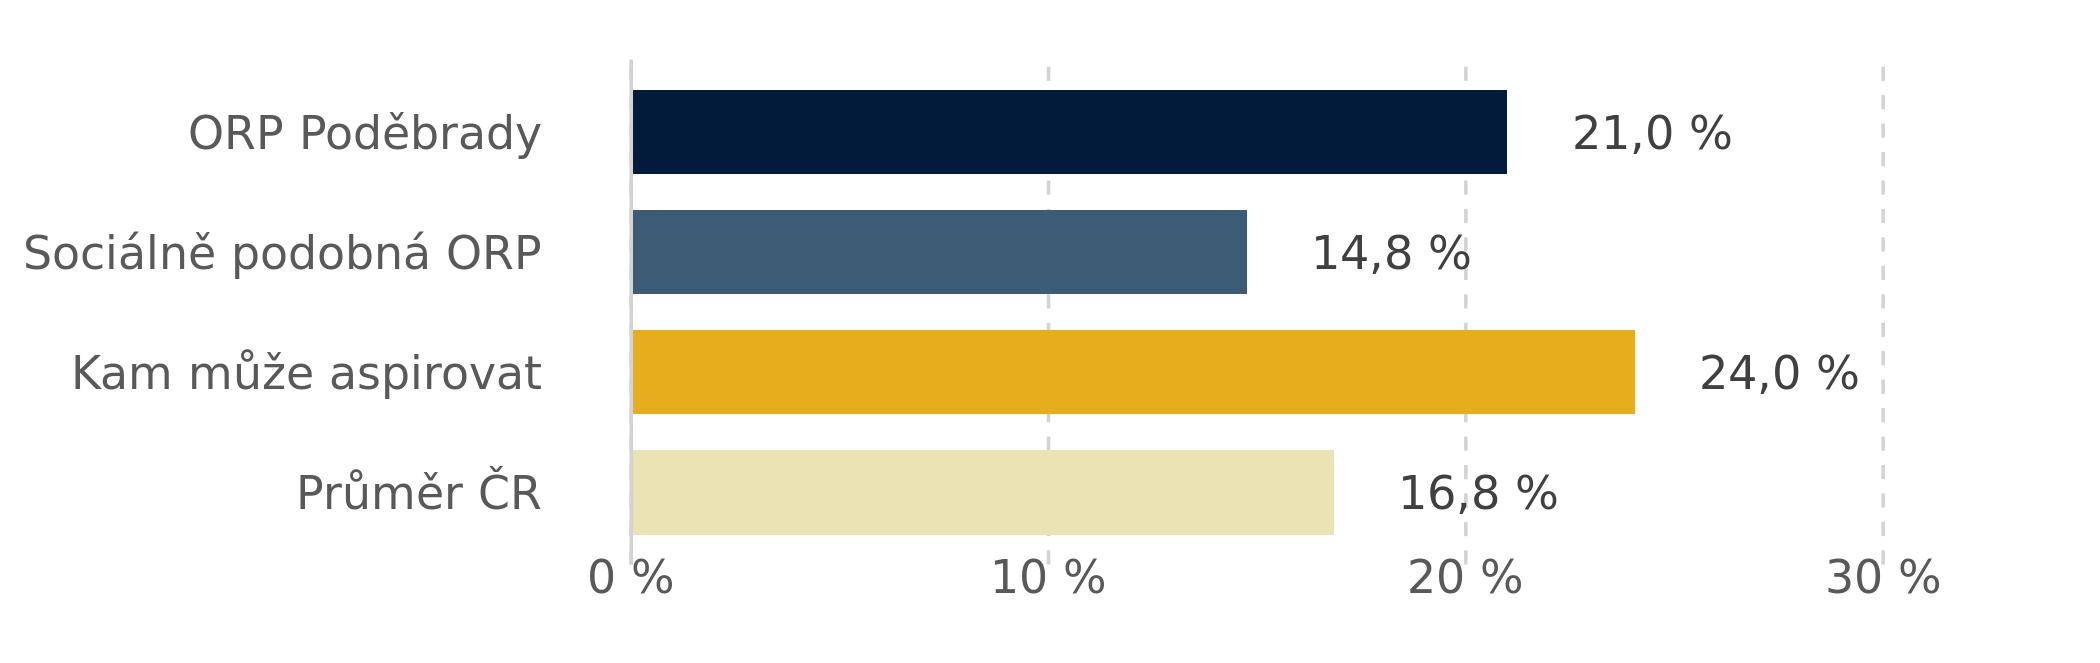 ORP Poděbrady 21,0 %
Sociálně podobná ORP 14,8 %
Kam může aspirovat 24,0 %
Průměr ČR 16,8 %
0 % 10 % 20 % 30 %